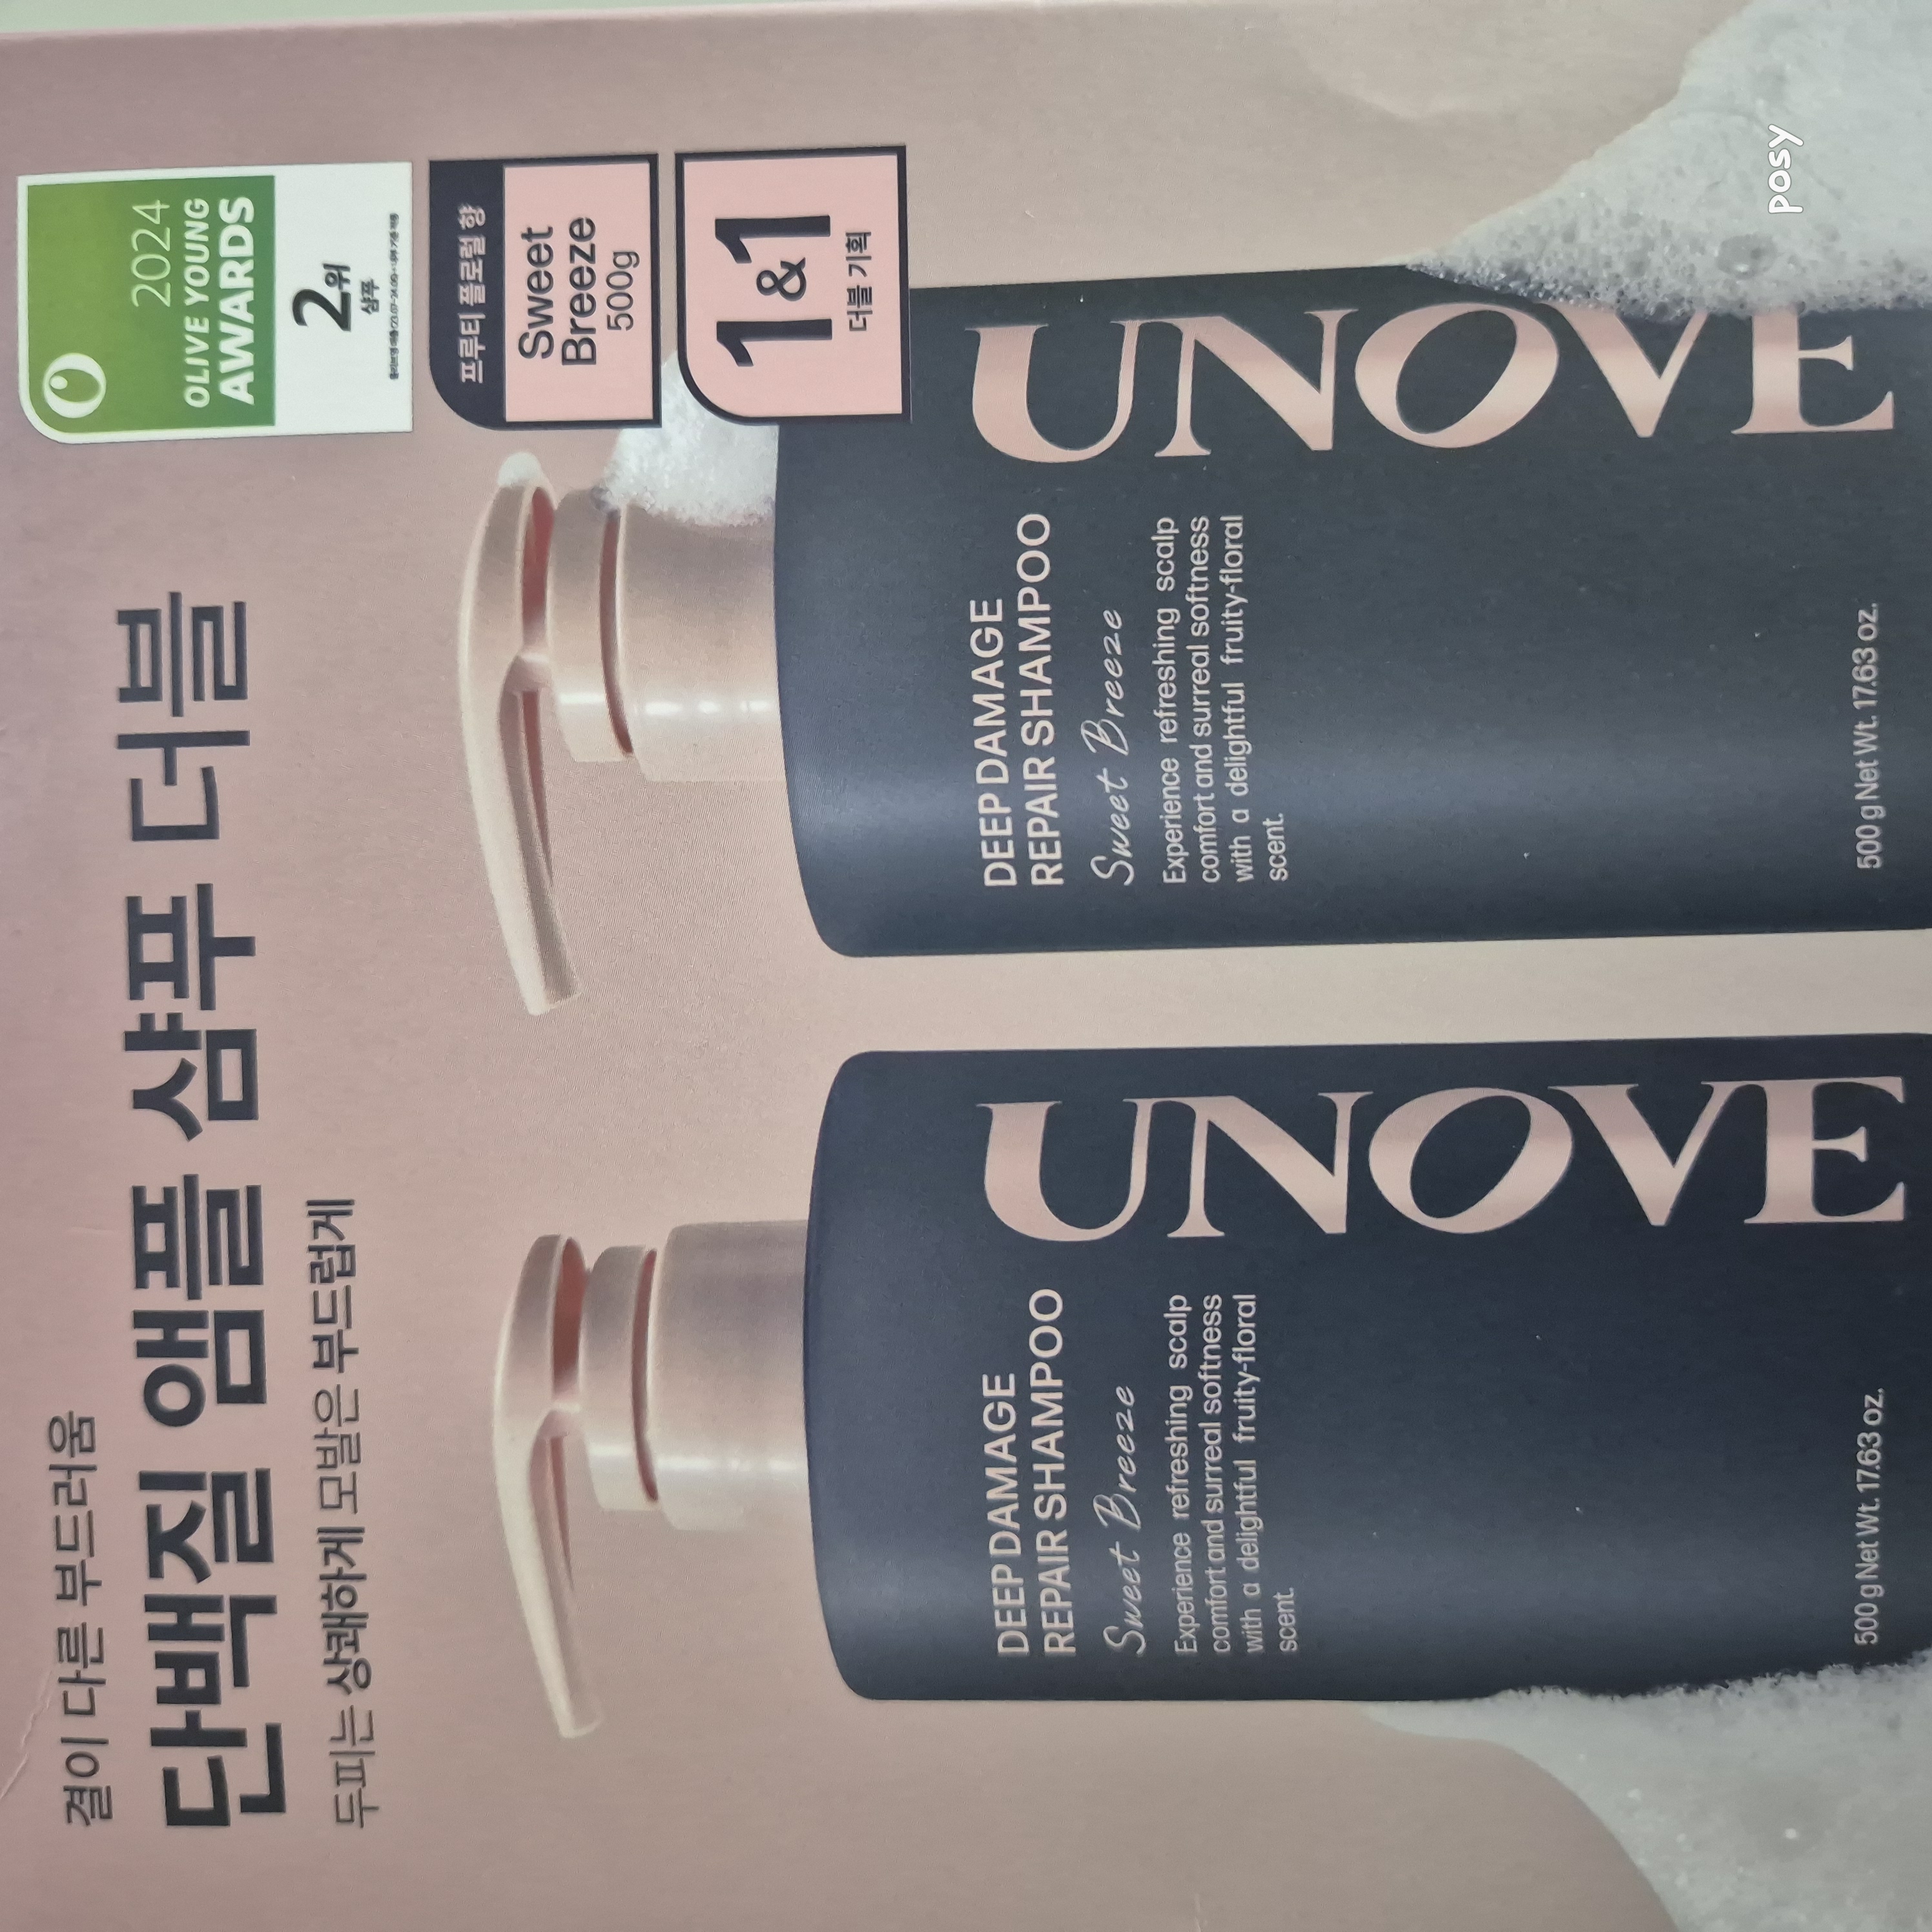 결이 다른 부드러움
단백질 앰플 샴푸 더블
두피는 상쾌하게 모발은 부드럽게
2024
OLIVE YOUNG
AWARDS
2위
샴푸
프루티 플로럴 향
Sweet
Breeze
500g
1&1
더블 기획
UNOVE
DEEP DAMAGE
REPAIR SHAMPOO
Sweet Breeze
Experience refreshing scalp
comfort and surreal softness
with a delightful fruity-floral
scent.
500 g Net Wt. 17.63 oz.
UNOVE
DEEP DAMAGE
REPAIR SHAMPOO
Sweet Breeze
Experience refreshing scalp
comfort and surreal softness
with a delightful fruity-floral
scent.
500 g Net Wt. 17.63 oz.
posy